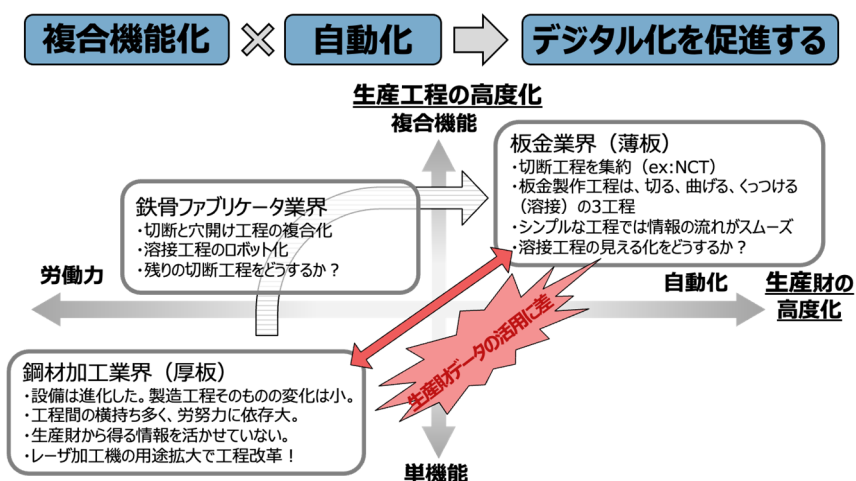 複合機能化
自動化
デジタル化を促進する
生産工程の高度化
複合機能
板金業界（薄板）
・切断工程を集約（ex:NCT）
・板金製作工程は、切る、曲げる、くっつける
（溶接）の3工程
・シンプルな工程では情報の流れがスムーズ
・溶接工程の見える化をどうするか？
鉄骨ファブリケータ業界
・切断と穴開け工程の複合化
・溶接工程のロボット化
・残りの切断工程をどうするか？
労働力
自動化
生産財の
高度化
生産財データの活用に差
鋼材加工業界（厚板）
・設備は進化した。製造工程そのものの変化は小。
・工程間の横持ち多く、労努力に依存大。
・生産財から得る情報を活かせていない。
・レーザ加工機の用途拡大で工程改革！
単機能